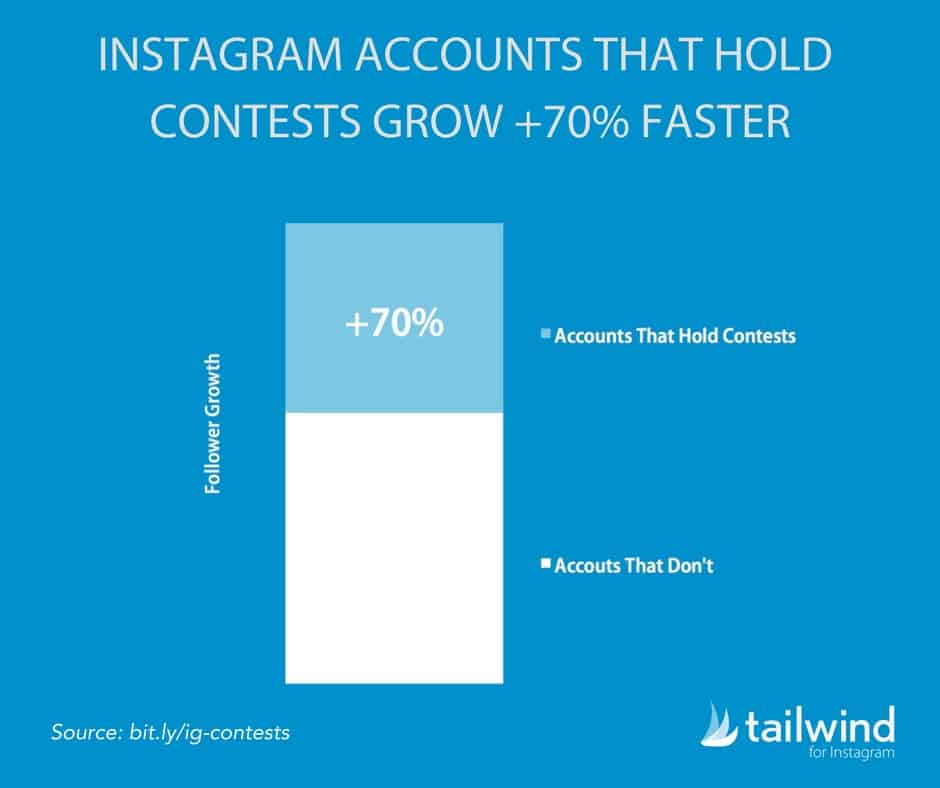 INSTAGRAM ACCOUNTS THAT HOLD
CONTESTS GROW +70% FASTER
+70%
Accounts That Hold Contests
Follower Growth
Accouts That Don't
Source: bit.ly/ig-contests
tailwind
for Instagram